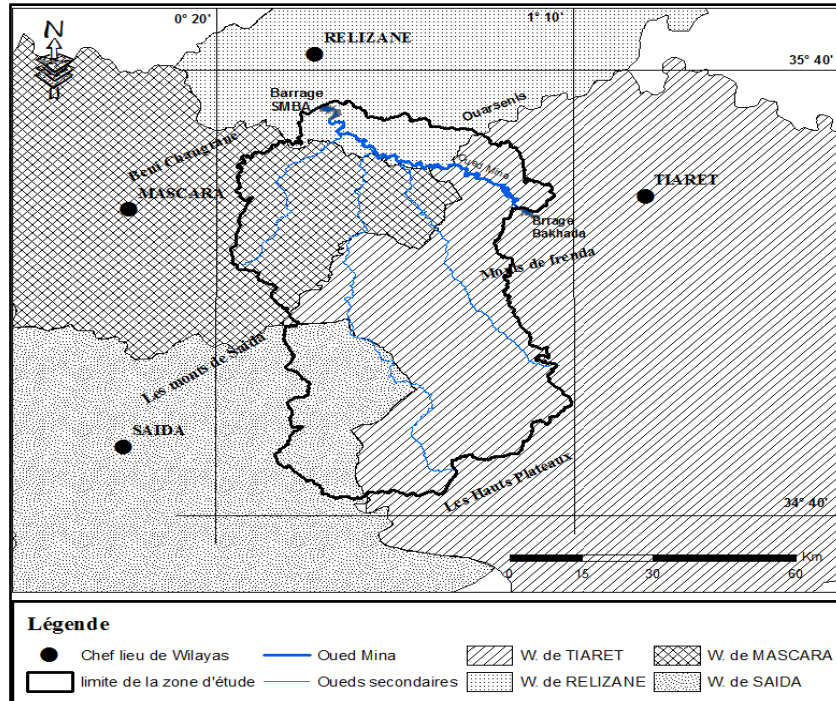 0° 20'
1° 10'
N
RELIZANE
35° 40'
Barrage
SMBA
Ouarsenis
Beni Chaugrane
Oued Mina
MASCARA
TIARET
Brrage
Bakhada
Monts de frenda
Les monts de Saida
SAIDA
Les Hauts Plateaux
34° 40'
Km
0 15 30 60
Légende
Chef lieu de Wilayas
Oued Mina
W. de TIARET
W. de MASCARA
limite de la zone d'étude
Oueds secondaires
W. de RELIZANE
W. de SAIDA